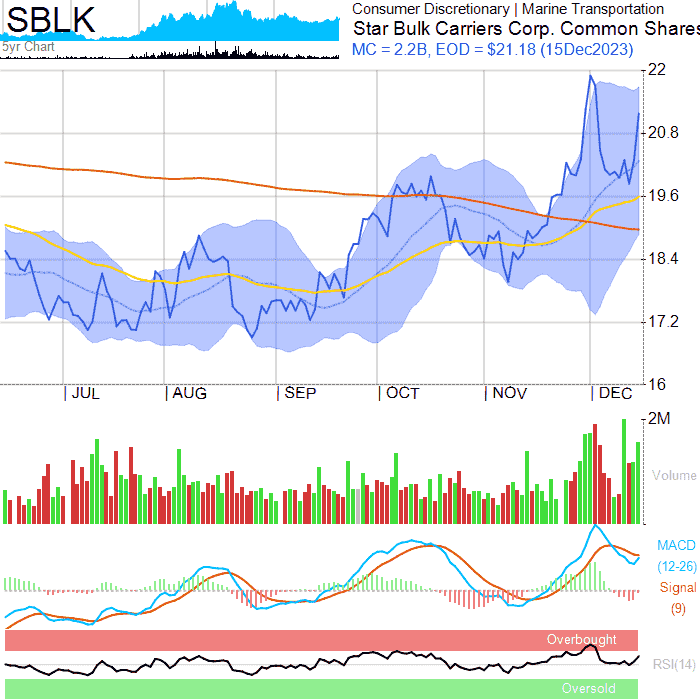 SBLK
5yr Chart
Consumer Discretionary | Marine Transportation
Star Bulk Carriers Corp. Common Shares
MC = 2.2B, EOD = $21.18 (15Dec2023)
22
20.8
19.6
18.4
17.2
16
JUL AUG SEP OCT NOV DEC
2M
Volume
MACD
(12-26)
Signal
(9)
Overbought
RSI(14)
Oversold